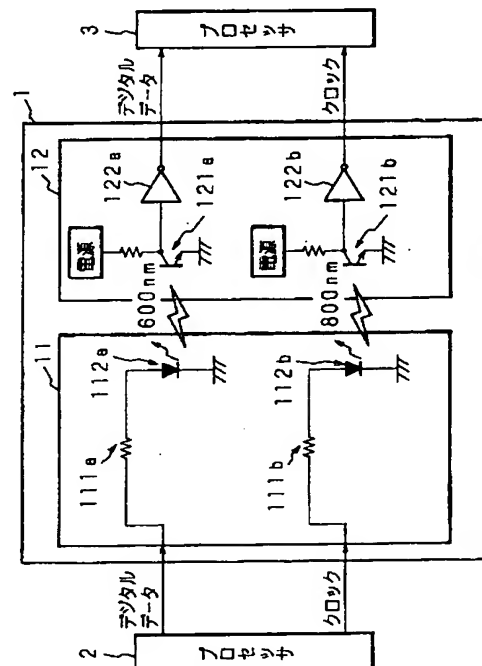 1
11
12
2
プロセッサ
デジタル
データ
クロック
111a
112a
111b
112b
600nm
800nm
電源
122a
121a
電源
122b
121b
デジタル
データ
クロック
3
プロセッサ